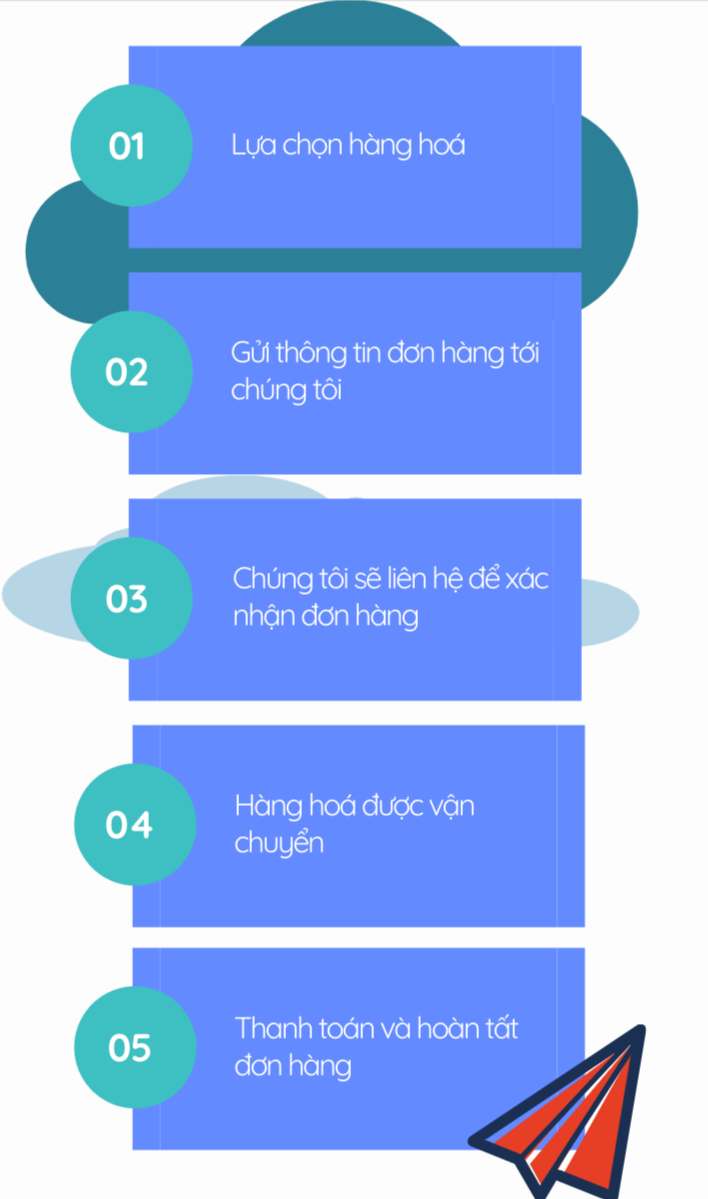 01
Lựa chọn hàng hoá
02
Gửi thông tin đơn hàng tới
chúng tôi
03
Chúng tôi sẽ liên hệ để xác
nhận đơn hàng
04
Hàng hoá được vận
chuyển
05
Thanh toán và hoàn tất
đơn hàng